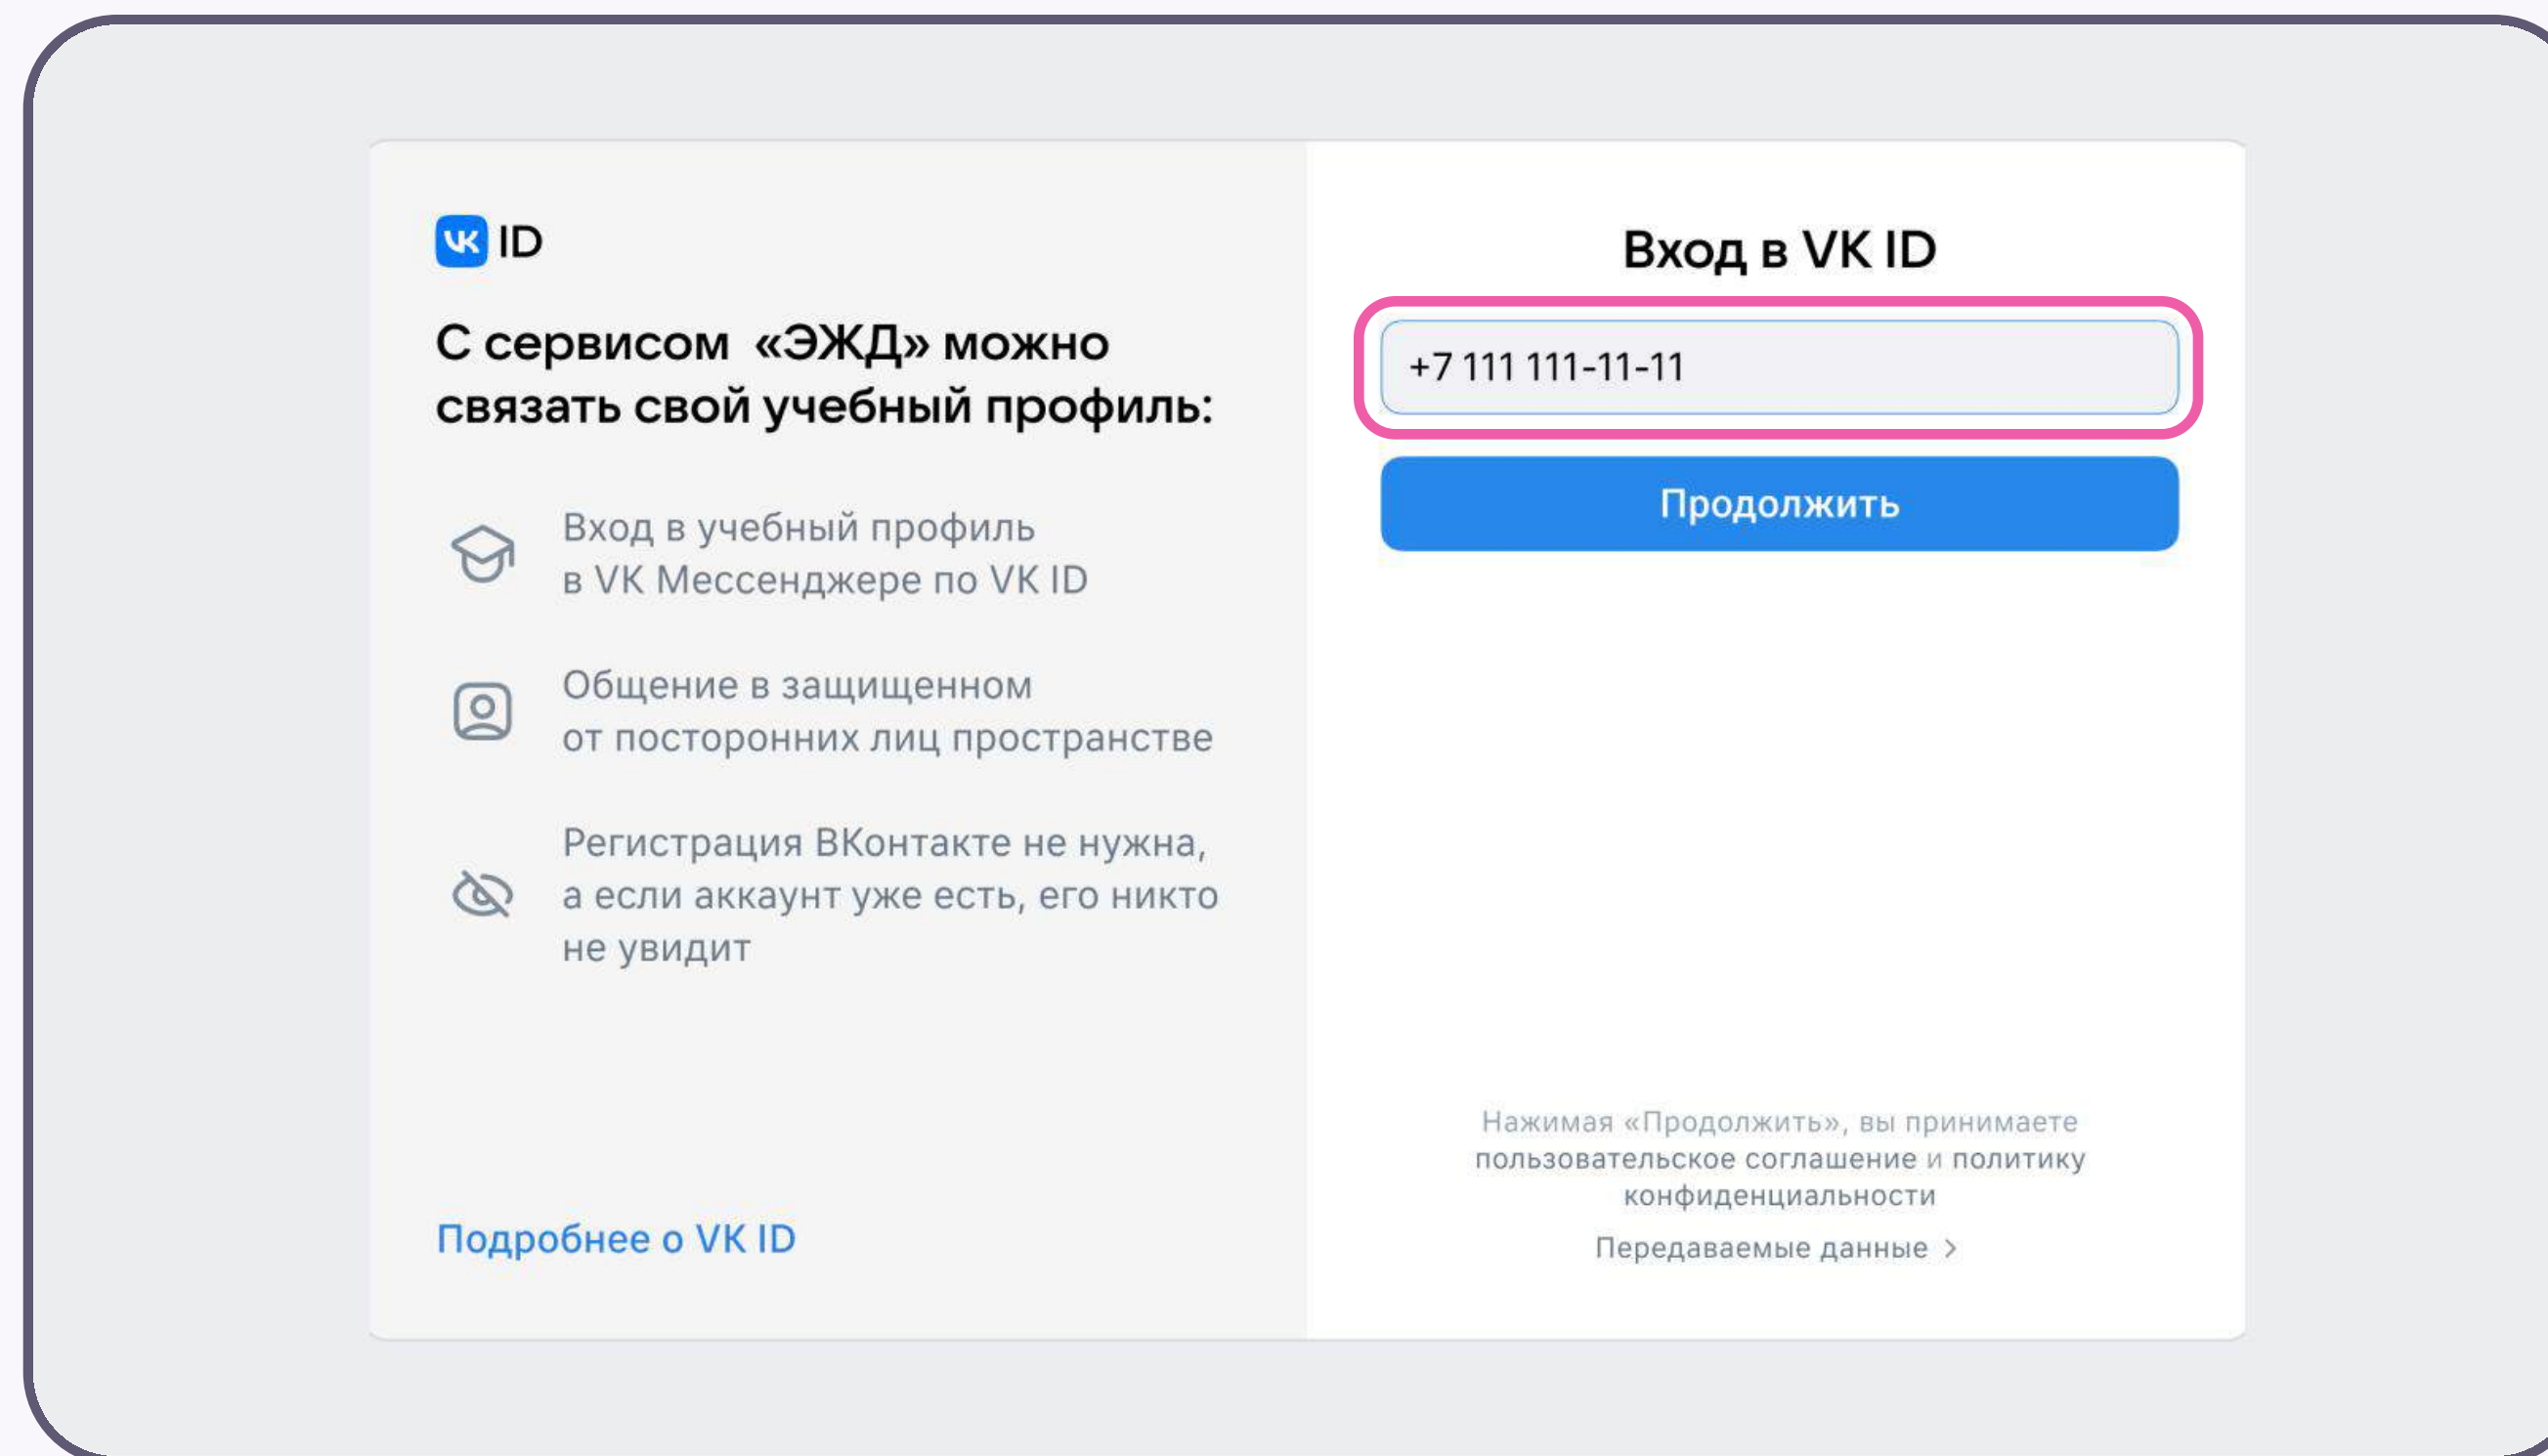 VK ID
С сервисом «ЭЖД» можно
связать свой учебный профиль:
Вход в учебный профиль
в VK Мессенджере по VK ID
Общение в защищенном
от посторонних лиц пространстве
Регистрация ВКонтакте не нужна,
а если аккаунт уже есть, его никто
не увидит
Подробнее о VK ID
Вход в VK ID
+7 111 111-11-11
Продолжить
Нажимая «Продолжить», вы принимаете
пользовательское соглашение и политику
конфиденциальности
Передаваемые данные >